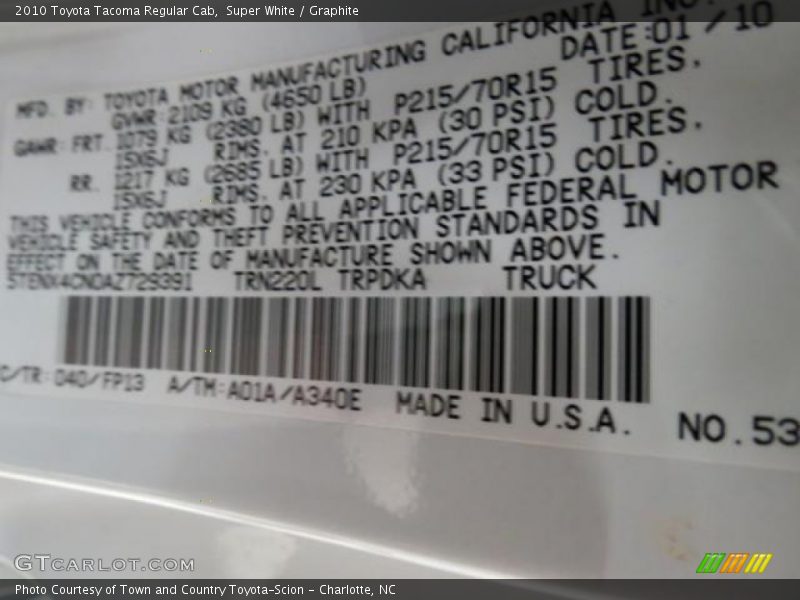 2010 Toyota Tacoma Regular Cab, Super White / Graphite
MFD. BY: TOYOTA MOTOR MANUFACTURING CALIFORNIA INC.
DATE:01 /10
GVWR:2109 KG (4650 LB)
GAWR: FRT. 1079 KG (2380 LB) WITH P215/70R15 TIRES.
15X6J RIMS. AT 210 KPA (30 PSI) COLD.
RR. 1217 KG (2685 LB) WITH P215/70R15 TIRES.
15X6J RIMS. AT 230 KPA (33 PSI) COLD.
THIS VEHICLE CONFORMS TO ALL APPLICABLE FEDERAL MOTOR
VEHICLE SAFETY AND THEFT PREVENTION STANDARDS IN
EFFECT ON THE DATE OF MANUFACTURE SHOWN ABOVE.
5TENX4CN0AZ729391 TRN220L TRPDKA TRUCK
C/TR:040/FP13 A/TM:A01A/A340E MADE IN U.S.A. NO.53
GTCARLOT.COM
Photo Courtesy of Town and Country Toyota-Scion - Charlotte, NC